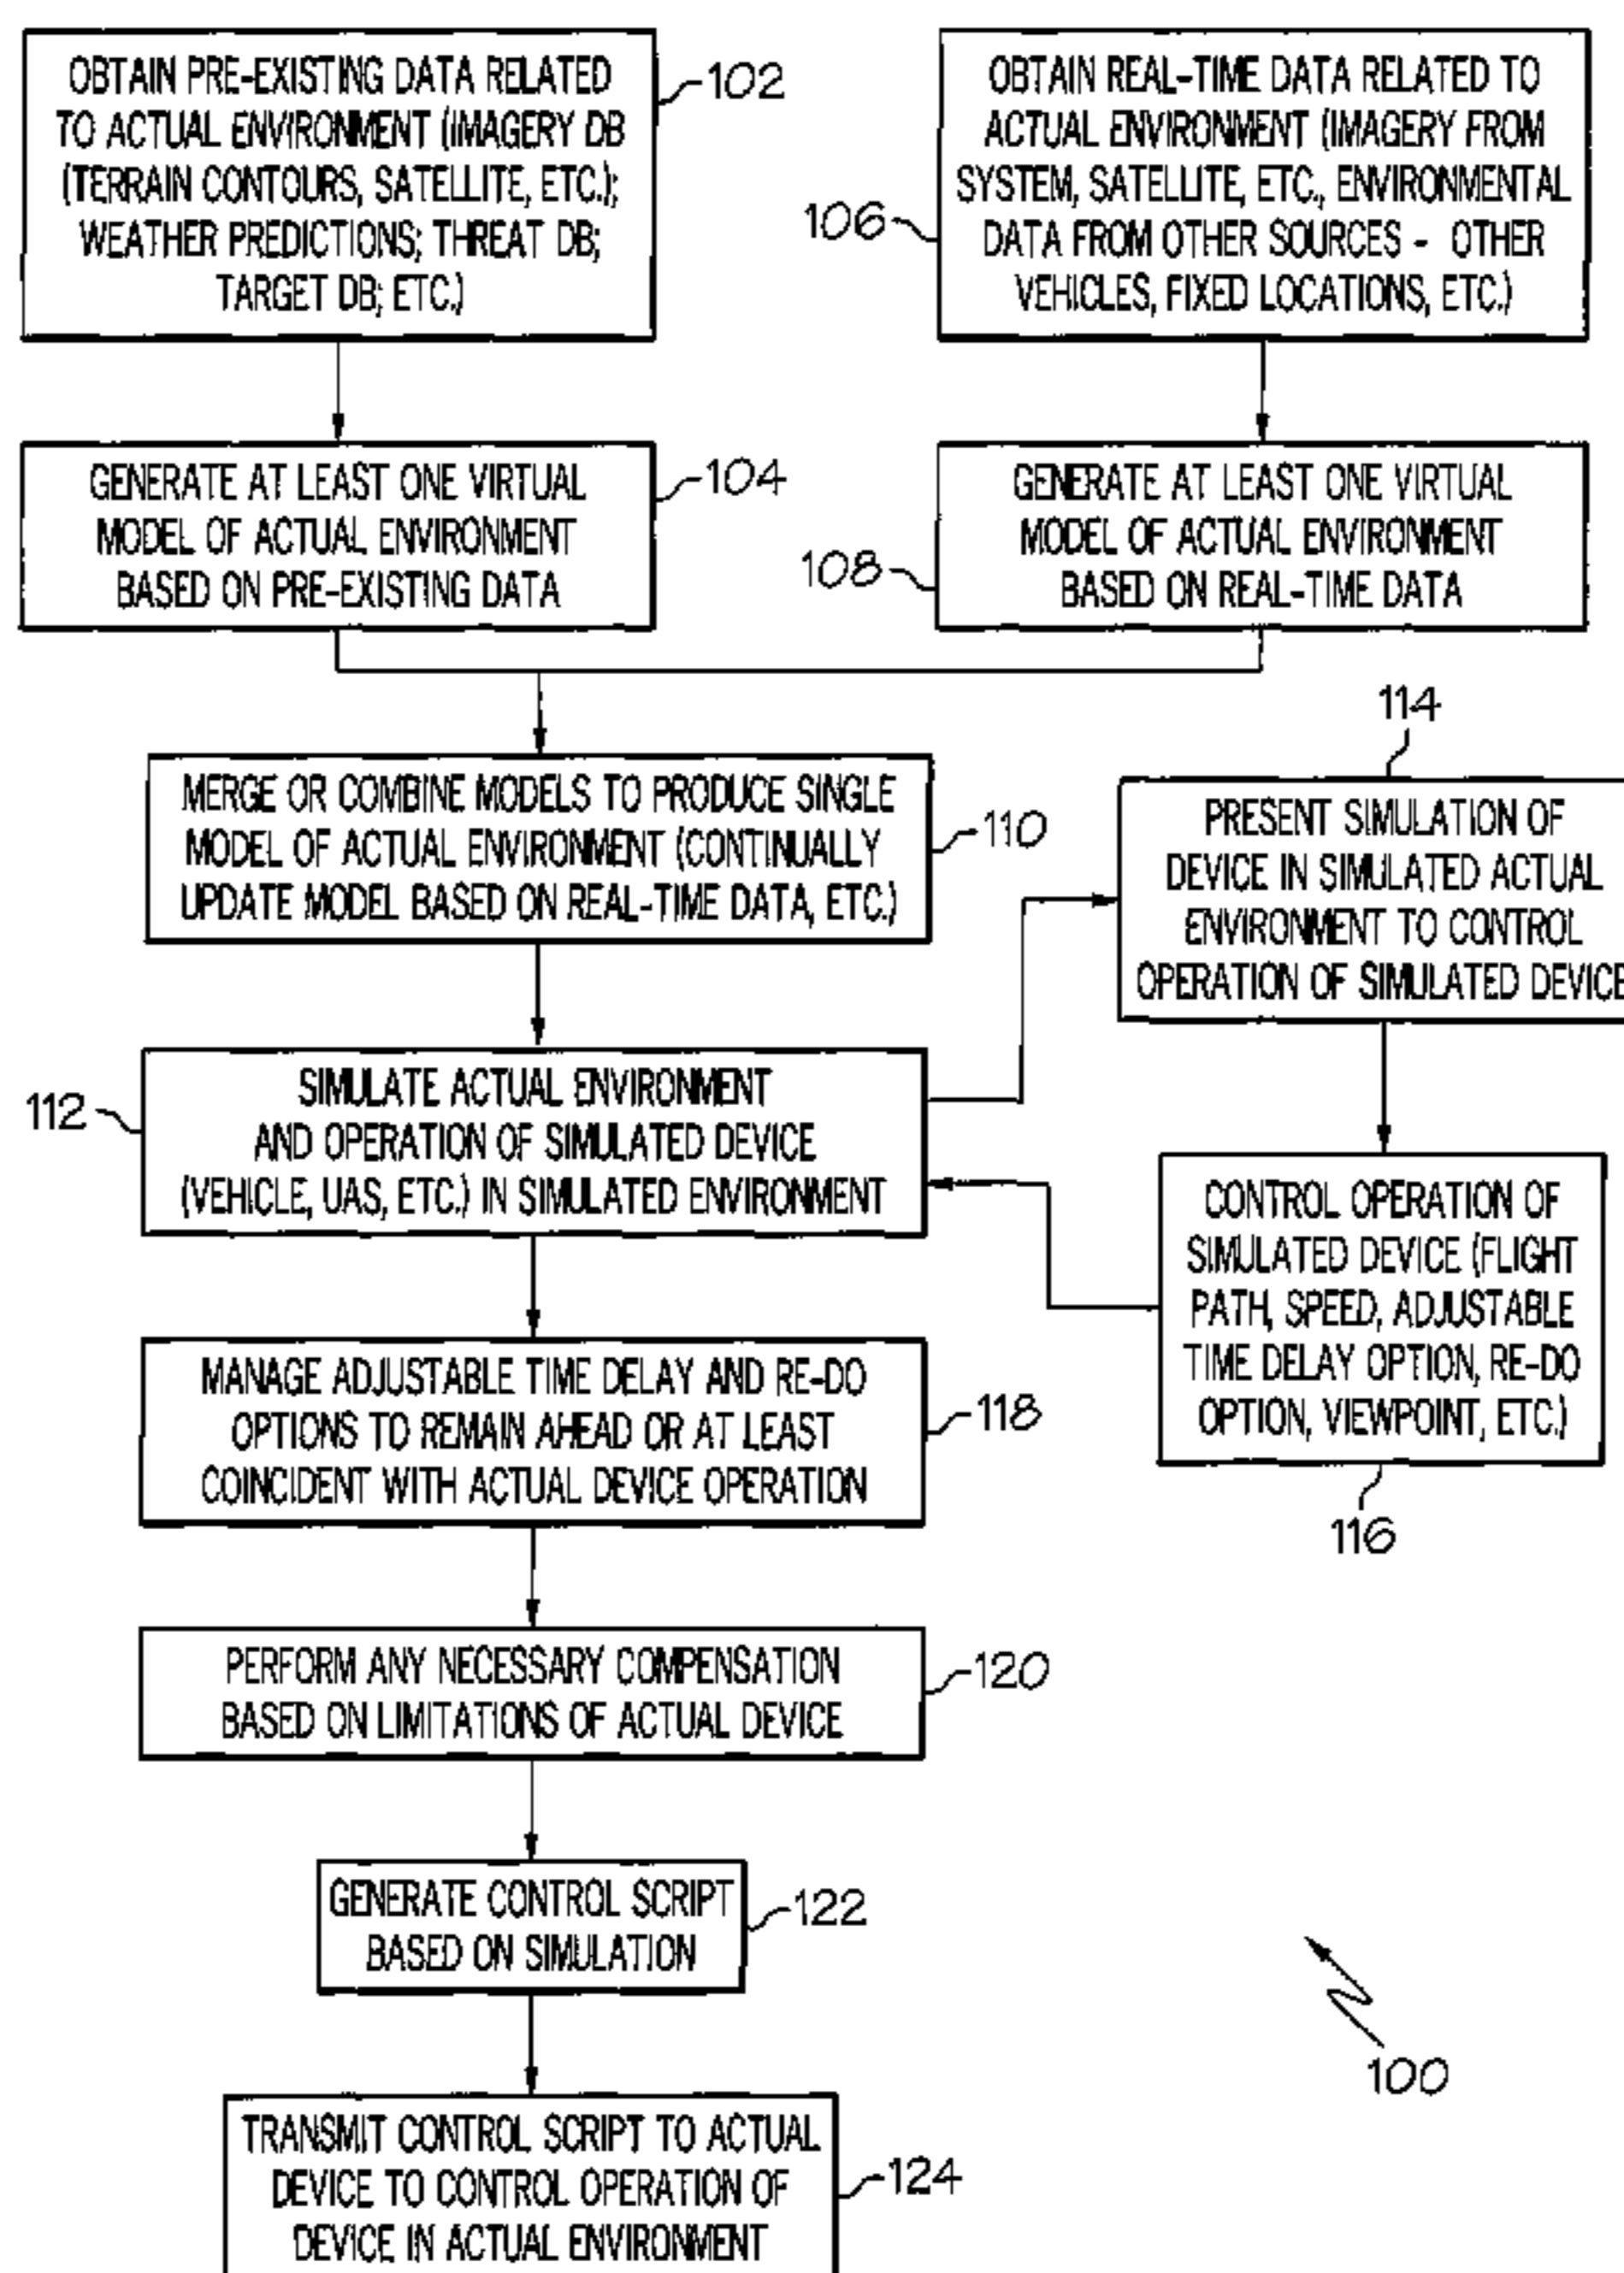 OBTAIN PRE-EXISTING DATA RELATED
TO ACTUAL ENVIRONMENT (IMAGERY DB
(TERRAIN CONTOURS, SATELLITE, ETC.);
WEATHER PREDICTIONS; THREAT DB;
TARGET DB; ETC.)
102
OBTAIN REAL-TIME DATA RELATED TO
ACTUAL ENVIRONMENT (IMAGERY FROM
SYSTEM, SATELLITE, ETC., ENVIRONMENTAL
DATA FROM OTHER SOURCES - OTHER
VEHICLES, FIXED LOCATIONS, ETC.)
106
GENERATE AT LEAST ONE VIRTUAL
MODEL OF ACTUAL ENVIRONMENT
BASED ON PRE-EXISTING DATA
104
GENERATE AT LEAST ONE VIRTUAL
MODEL OF ACTUAL ENVIRONMENT
BASED ON REAL-TIME DATA
108
MERGE OR COMBINE MODELS TO PRODUCE SINGLE
MODEL OF ACTUAL ENVIRONMENT (CONTINUALLY
UPDATE MODEL BASED ON REAL-TIME DATA, ETC.)
110
114
PRESENT SIMULATION OF
DEVICE IN SIMULATED ACTUAL
ENVIRONMENT TO CONTROL
OPERATION OF SIMULATED DEVICE
112
SIMULATE ACTUAL ENVIRONMENT
AND OPERATION OF SIMULATED DEVICE
(VEHICLE, UAS, ETC.) IN SIMULATED ENVIRONMENT
CONTROL OPERATION OF
SIMULATED DEVICE (FLIGHT
PATH, SPEED, ADJUSTABLE
TIME DELAY OPTION, RE-DO
OPTION, VIEWPOINT, ETC.)
116
MANAGE ADJUSTABLE TIME DELAY AND RE-DO
OPTIONS TO REMAIN AHEAD OR AT LEAST
COINCIDENT WITH ACTUAL DEVICE OPERATION
118
PERFORM ANY NECESSARY COMPENSATION
BASED ON LIMITATIONS OF ACTUAL DEVICE
120
GENERATE CONTROL SCRIPT
BASED ON SIMULATION
122
100
TRANSMIT CONTROL SCRIPT TO ACTUAL
DEVICE TO CONTROL OPERATION OF
DEVICE IN ACTUAL ENVIRONMENT
124